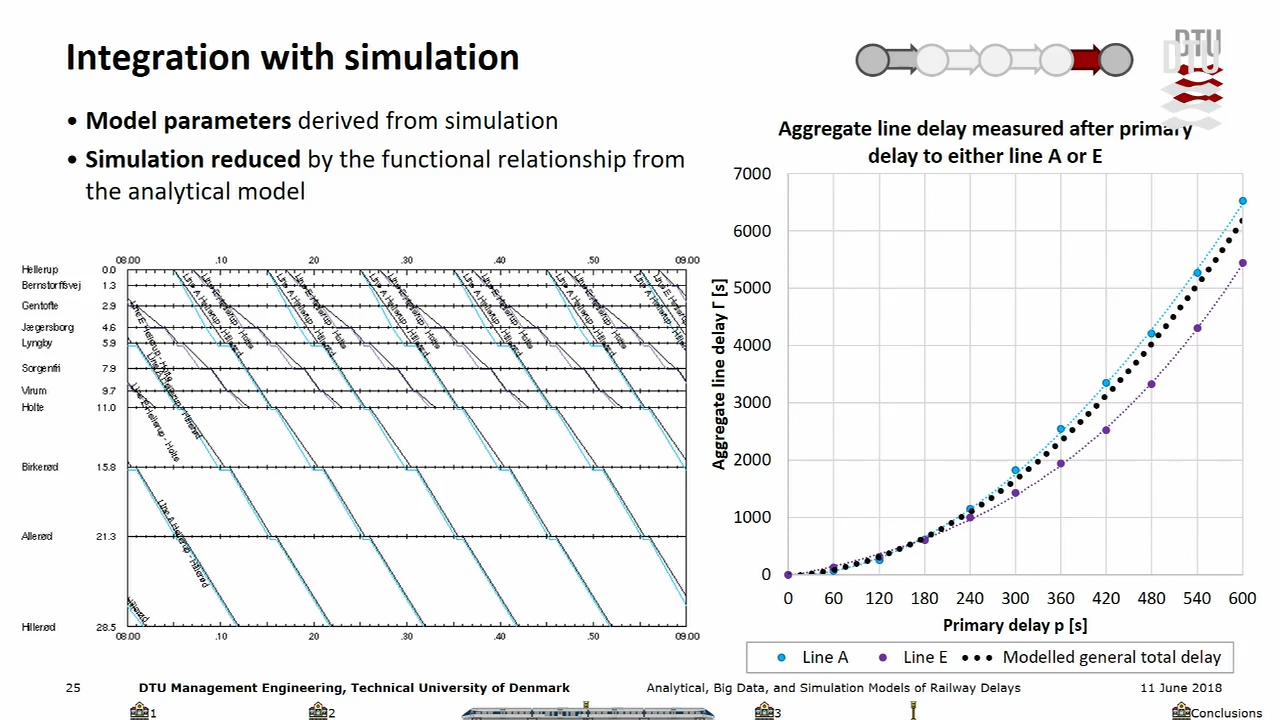 Integration with simulation
DTU
DTU
• Model parameters derived from simulation
• Simulation reduced by the functional relationship from
the analytical model
Aggregate line delay measured after primary
delay to either line A or E
7000
6000
5000
4000
3000
2000
1000
0
Aggregate line delay Γ [s]
0 60 120 180 240 300 360 420 480 540 600
Primary delay p [s]
Line A Line E Modelled general total delay
08.00 .10 20 .30 .40 .50 09.00
Hellerup 0.0
Bernstorffsvej 1.3
Gentofte 2.9
Jægersborg 4.6
Lyngby 5.9
Sorgenfri 7.9
Virum 9.7
Holte 11.0
Birkerød 15.8
Allerød 21.3
Hillerød 28.5
08.00 .10 20 .30 .40 .50 09.00
Line A Hellerup - Hillerød
Line E Hellerup - Holte
25 DTU Management Engineering, Technical University of Denmark Analytical, Big Data, and Simulation Models of Railway Delays 11 June 2018
1 2 3 Conclusions